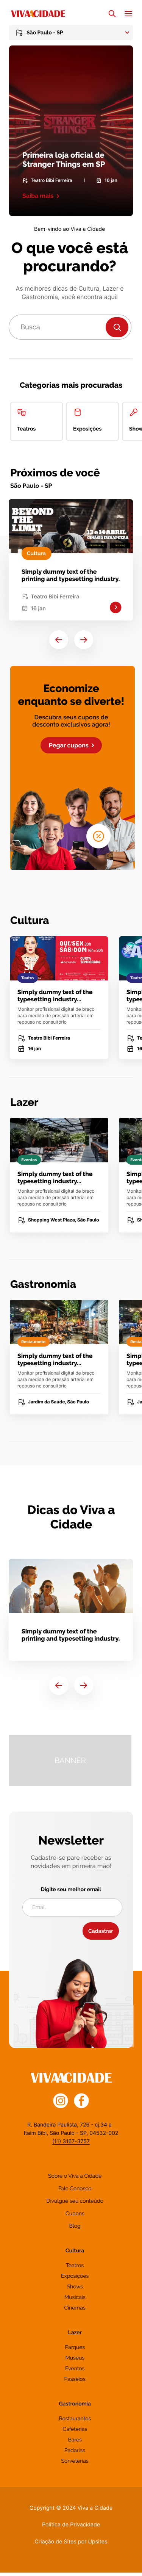 VIVA CIDADE
São Paulo - SP
STRANGER THINGS
Primeira loja oficial de
Stranger Things em SP
Teatro Bibi Ferreira | 16 jan
Saiba mais
Bem-vindo ao Viva a Cidade
O que você está
procurando?
As melhores dicas de Cultura, Lazer e
Gastronomia, você encontra aqui!
Busca
Categorias mais procuradas
Teatros
Exposições
Show
Próximos de você
São Paulo - SP
BEYOND
THE LIMIT
Cultura
Simply dummy text of the
printing and typesetting industry.
Teatro Bibi Ferreira
16 jan
Economize
enquanto se diverte!
Descubra seus cupons de
desconto exclusivos agora!
Pegar cupons
Cultura
QUI·SEX
SÁB/DOM
Teatro
Teatro
Simply dummy text of the
typesetting industry...
Monitor profissional digital de braço
para medida de pressão arterial em
repouso no consultório
Teatro Bibi Ferreira
16 jan
Simpl
types
Monito
para m
repous
Te
16
Lazer
Eventos
Evento
Simply dummy text of the
typesetting industry...
Monitor profissional digital de braço
para medida de pressão arterial em
repouso no consultório
Shopping West Plaza, São Paulo
Simpl
types
Monito
para m
repous
Sh
Gastronomia
Restaurante
Resta
Simply dummy text of the
typesetting industry...
Monitor profissional digital de braço
para medida de pressão arterial em
repouso no consultório
Jardim da Saúde, São Paulo
Simpl
types
Monito
para m
repous
Ja
Dicas do Viva a
Cidade
Simply dummy text of the
printing and typesetting industry.
BANNER
Newsletter
Cadastre-se para receber as
novidades em primeira mão!
Digite seu melhor email
Email
Cadastrar
VIVA CIDADE
R. Bandeira Paulista, 726 - cj.34 a
Itaim Bibi, São Paulo - SP, 04532-002
(11) 3167-3757
Sobre o Viva a Cidade
Fale Conosco
Divulgue seu conteúdo
Cupons
Blog
Cultura
Teatros
Exposições
Shows
Musicais
Cinemas
Lazer
Parques
Museus
Eventos
Passeios
Gastronomia
Restaurantes
Cafeterias
Bares
Padarias
Sorveterias
Copyright © 2024 Viva a Cidade
Política de Privacidade
Criação de Sites por Upsites